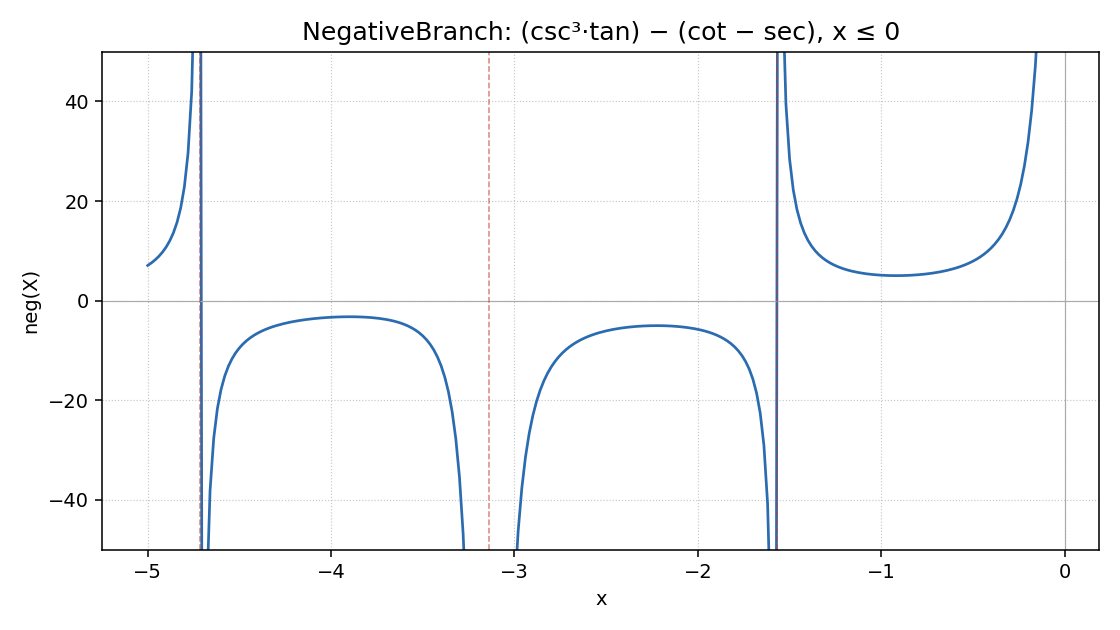 NegativeBranch: (csc³·tan) − (cot − sec), x ≤ 0
neg(X)
40
20
0
−20
−40
−5 −4 −3 −2 −1 0
x